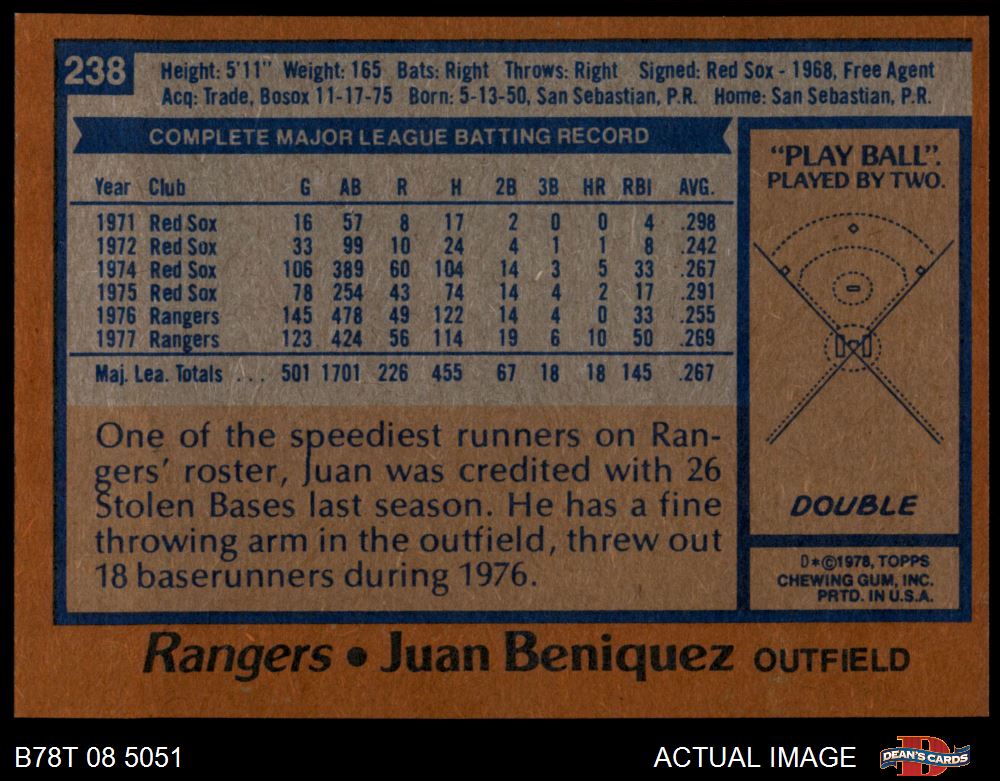 238
Height: 5'11" Weight: 165 Bats: Right Throws: Right Signed: Red Sox - 1968, Free Agent
Acq: Trade, Bosox 11-17-75 Born: 5-13-50, San Sebastian, P.R. Home: San Sebastian, P.R.
COMPLETE MAJOR LEAGUE BATTING RECORD
Year Club G AB R H 2B 3B HR RBI AVG.
1971 Red Sox 16 57 8 17 2 0 0 4 .298
1972 Red Sox 33 99 10 24 4 1 1 8 .242
1974 Red Sox 106 389 60 104 14 3 5 33 .267
1975 Red Sox 78 254 43 74 14 4 2 17 .291
1976 Rangers 145 478 49 122 14 4 0 33 .255
1977 Rangers 123 424 56 114 19 6 10 50 .269
Maj. Lea. Totals ... 501 1701 226 455 67 18 18 145 .267
One of the speediest runners on Ran-
gers' roster, Juan was credited with 26
Stolen Bases last season. He has a fine
throwing arm in the outfield, threw out
18 baserunners during 1976.
"PLAY BALL".
PLAYED BY TWO.
DOUBLE
D*©1978, TOPPS
CHEWING GUM, INC.
PRTD. IN U.S.A.
Rangers • Juan Beniquez OUTFIELD
B78T 08 5051
ACTUAL IMAGE
DEAN'S CARDS